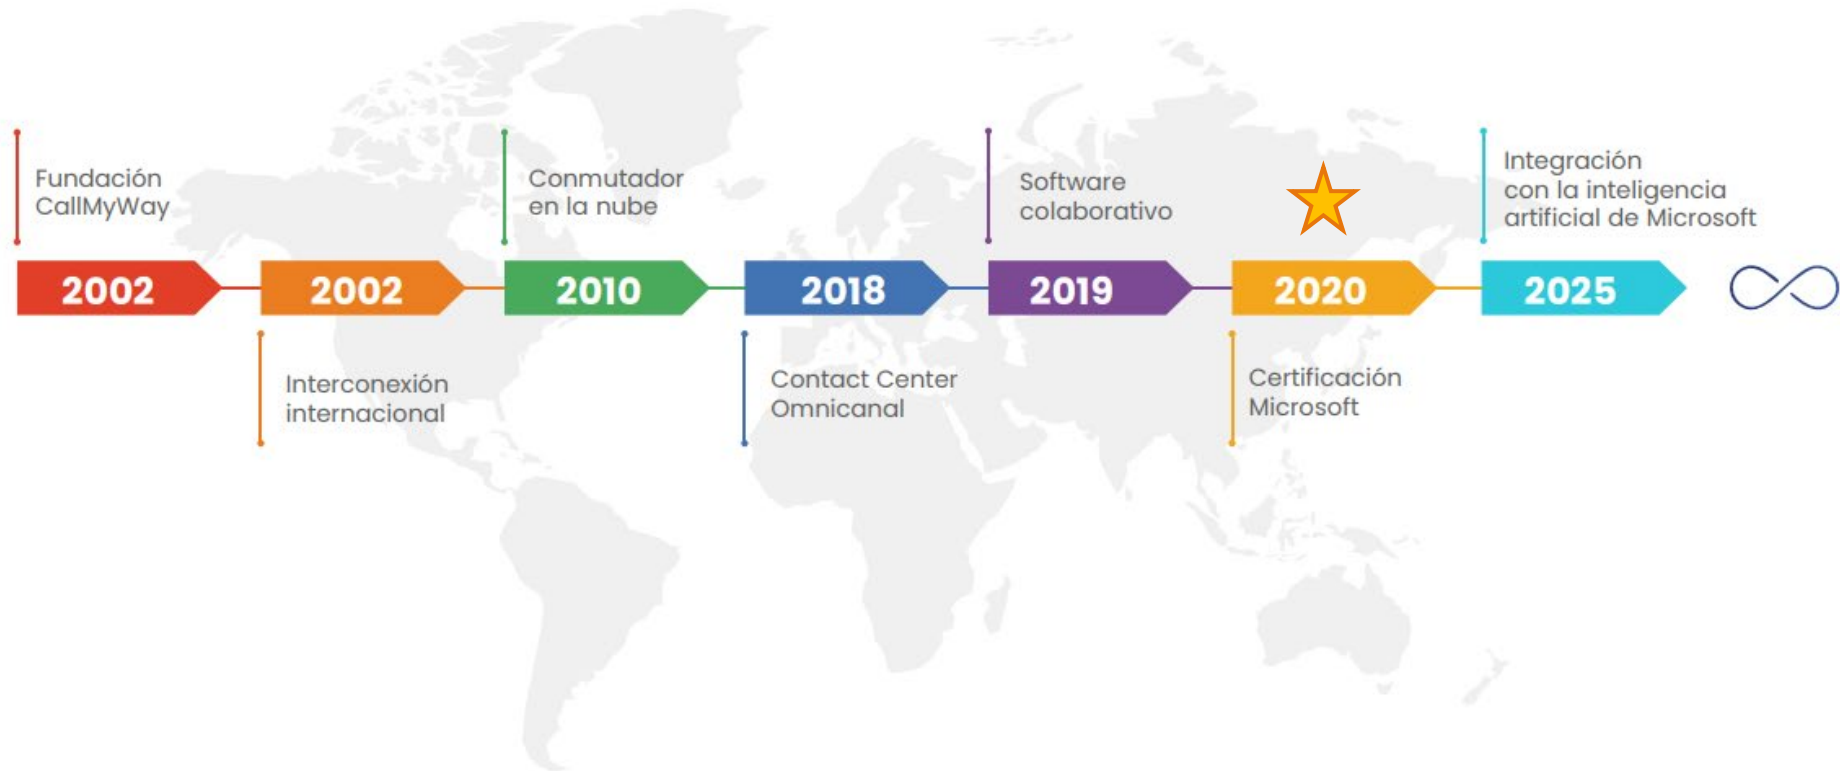 Fundación
CallMyWay
2002
2002
Interconexión
internacional
Conmutador
en la nube
2010
2018
Contact Center
Omnicanal
Software
colaborativo
2019
2020
Certificación
Microsoft
Integración
con la inteligencia
artificial de Microsoft
2025